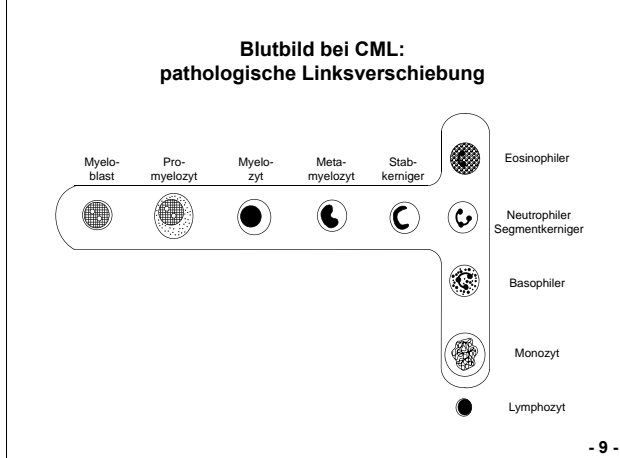 Blutbild bei CML:
pathologische Linksverschiebung
Myelo-
blast
Pro-
myelozyt
Myelo-
zyt
Meta-
myelozyt
Stab-
kerniger
Eosinophiler
Neutrophiler
Segmentkerniger
Basophiler
Monozyt
Lymphozyt
- 9 -